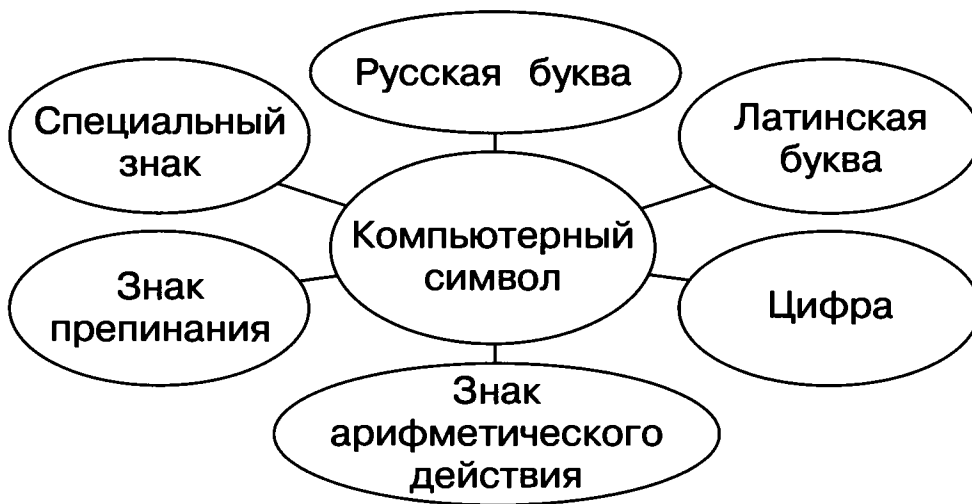 Русская буква
Специальный
знак
Латинская
буква
Компьютерный
символ
Знак
препинания
Цифра
Знак
арифметического
действия